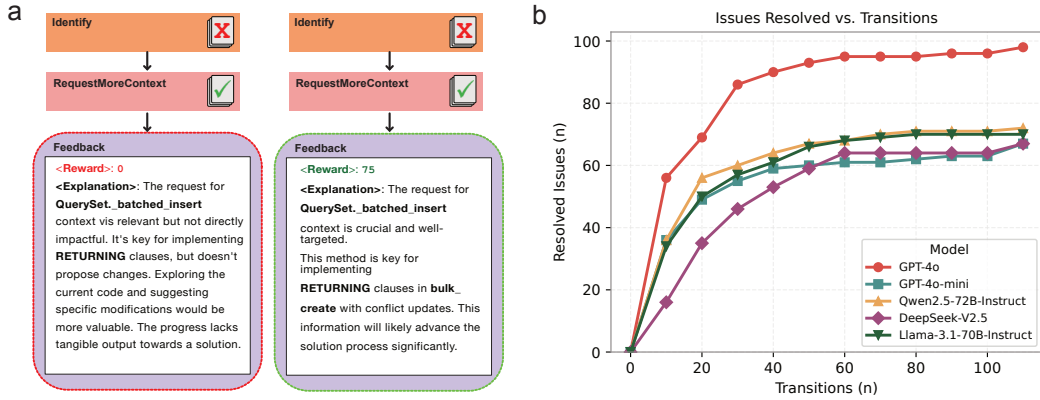 a
Identify
X
RequestMoreContext
✓
Feedback
<Reward>: 0
<Explanation>: The request for
QuerySet._batched_insert
context vis relevant but not directly
impactful. It's key for implementing
RETURNING clauses, but doesn't
propose changes. Exploring the
current code and suggesting
specific modifications would be
more valuable. The progress lacks
tangible output towards a solution.
Identify
X
RequestMoreContext
✓
Feedback
<Reward>: 75
<Explanation>: The request for
QuerySet._batched_insert
context is crucial and well-
targeted.
This method is key for
implementing
RETURNING clauses in bulk_
create with conflict updates. This
information will likely advance the
solution process significantly.
b
Issues Resolved vs. Transitions
Resolved Issues (n)
100
80
60
40
20
0
0 20 40 60 80 100
Transitions (n)
Model
GPT-4o
GPT-4o-mini
Qwen2.5-72B-Instruct
DeepSeek-V2.5
Llama-3.1-70B-Instruct